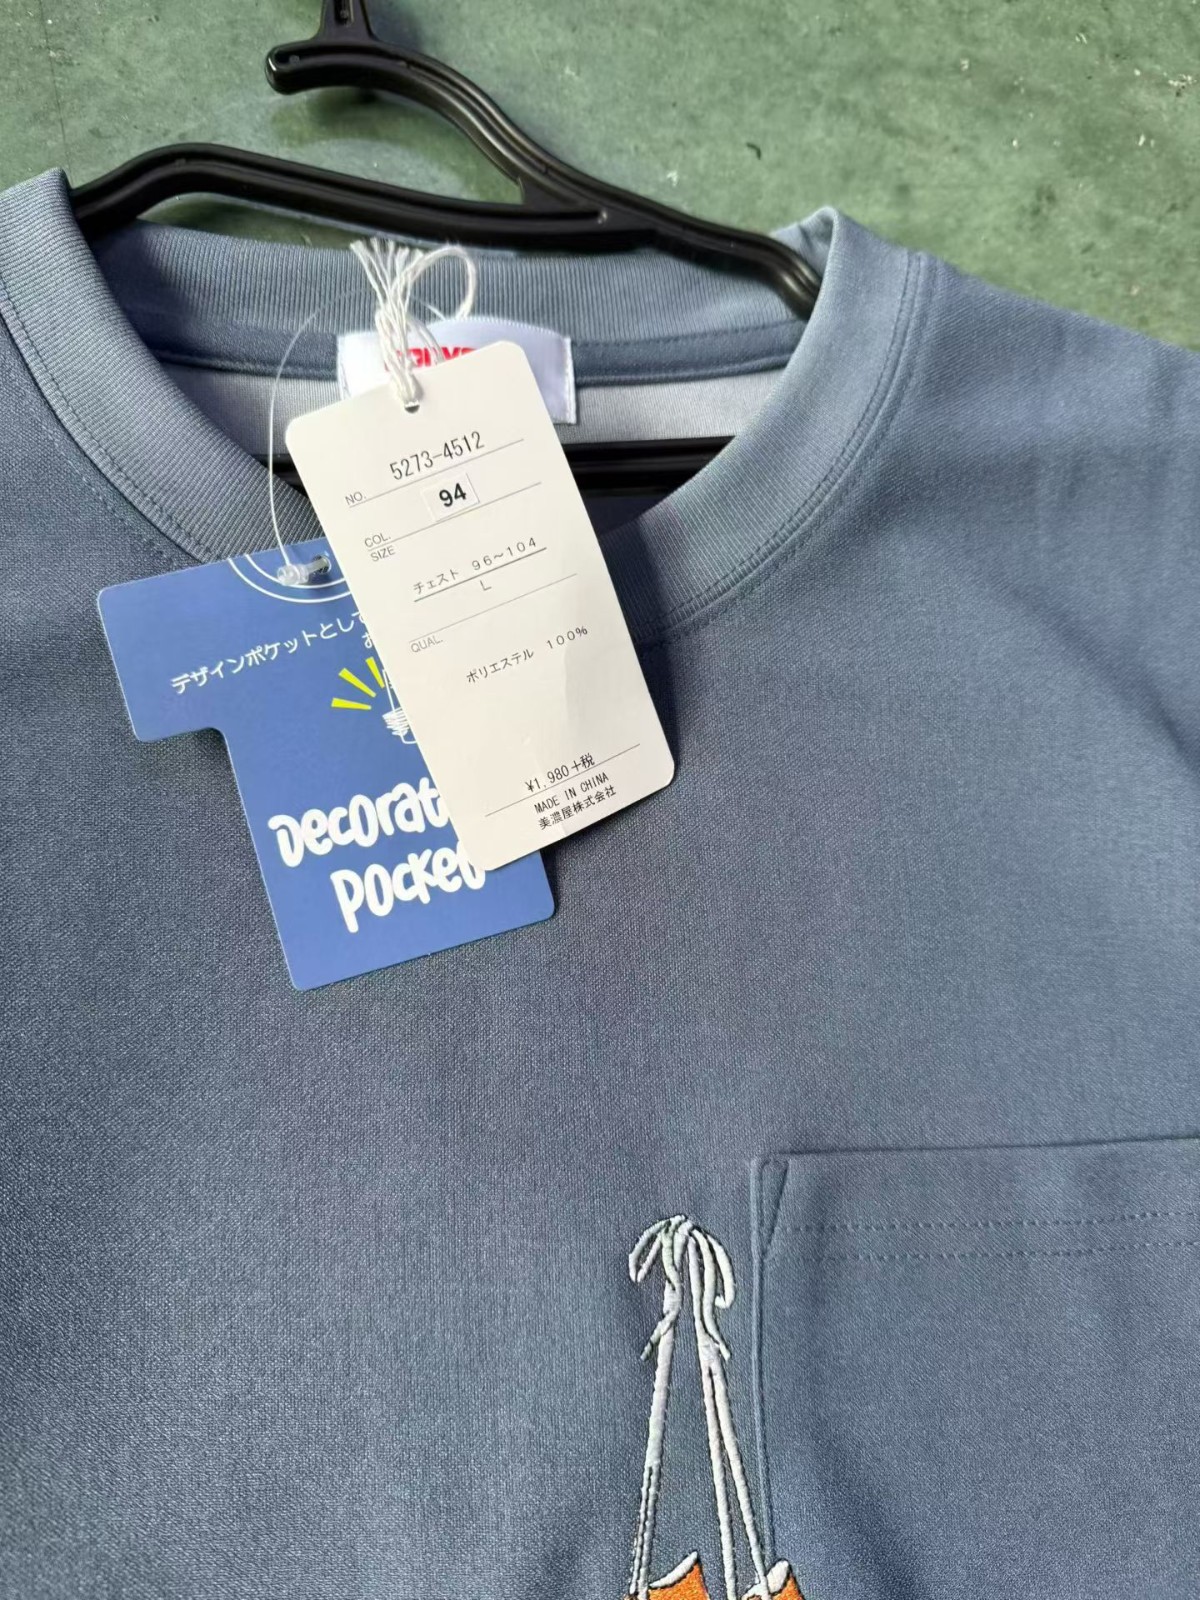 NO. 5273-4512
COL. 94
SIZE
チェスト 96~104
L
QUAL.
ポリエステル 100%
¥1,980+税
MADE IN CHINA
美濃屋株式会社
デザインポケットとして